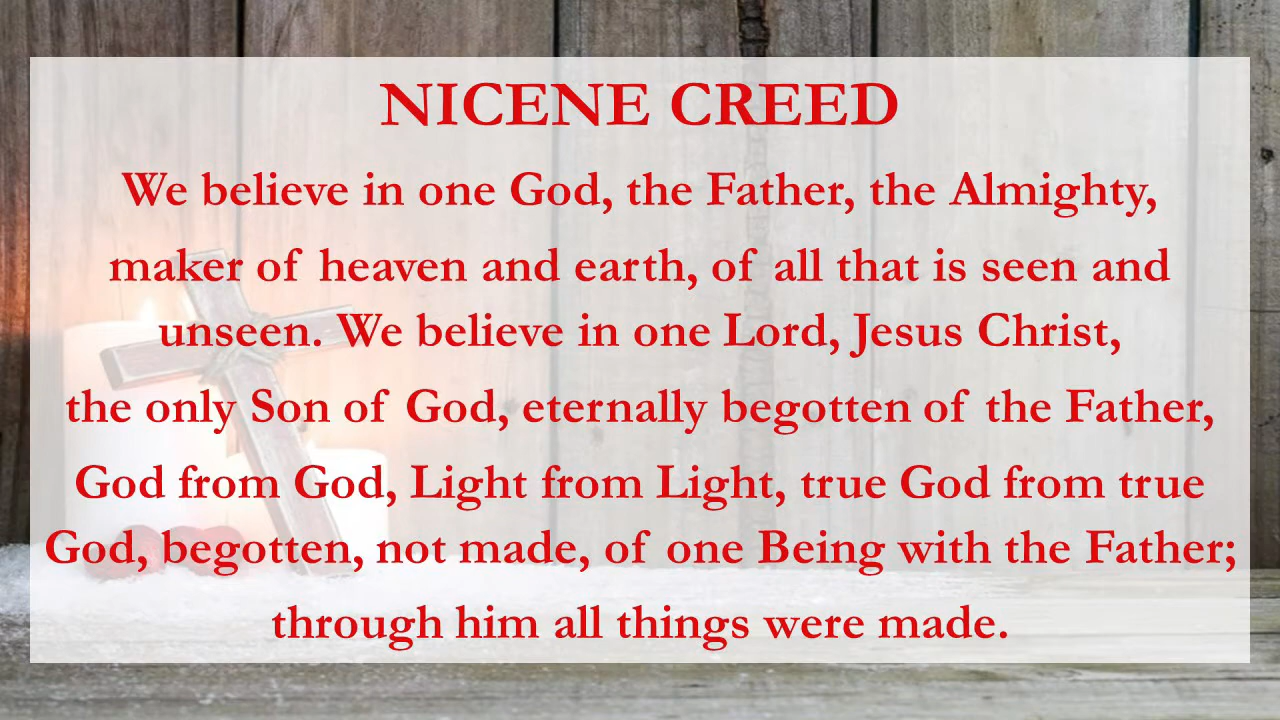 NICENE CREED
We believe in one God, the Father, the Almighty,
maker of heaven and earth, of all that is seen and
unseen. We believe in one Lord, Jesus Christ,
the only Son of God, eternally begotten of the Father,
God from God, Light from Light, true God from true
God, begotten, not made, of one Being with the Father;
through him all things were made.